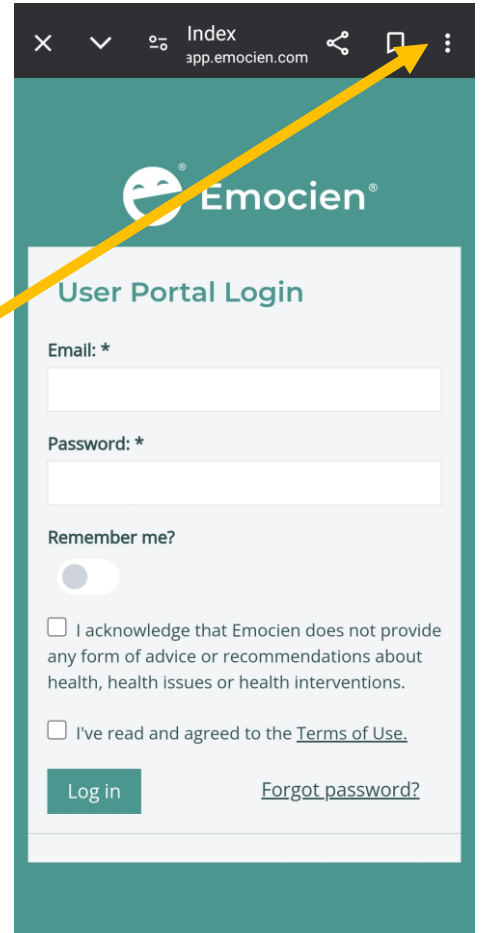 Index
app.emocien.com
Emocien®
User Portal Login
Email: *
Password: *
Remember me?
I acknowledge that Emocien does not provide
any form of advice or recommendations about
health, health issues or health interventions.
I've read and agreed to the Terms of Use.
Log in
Forgot password?